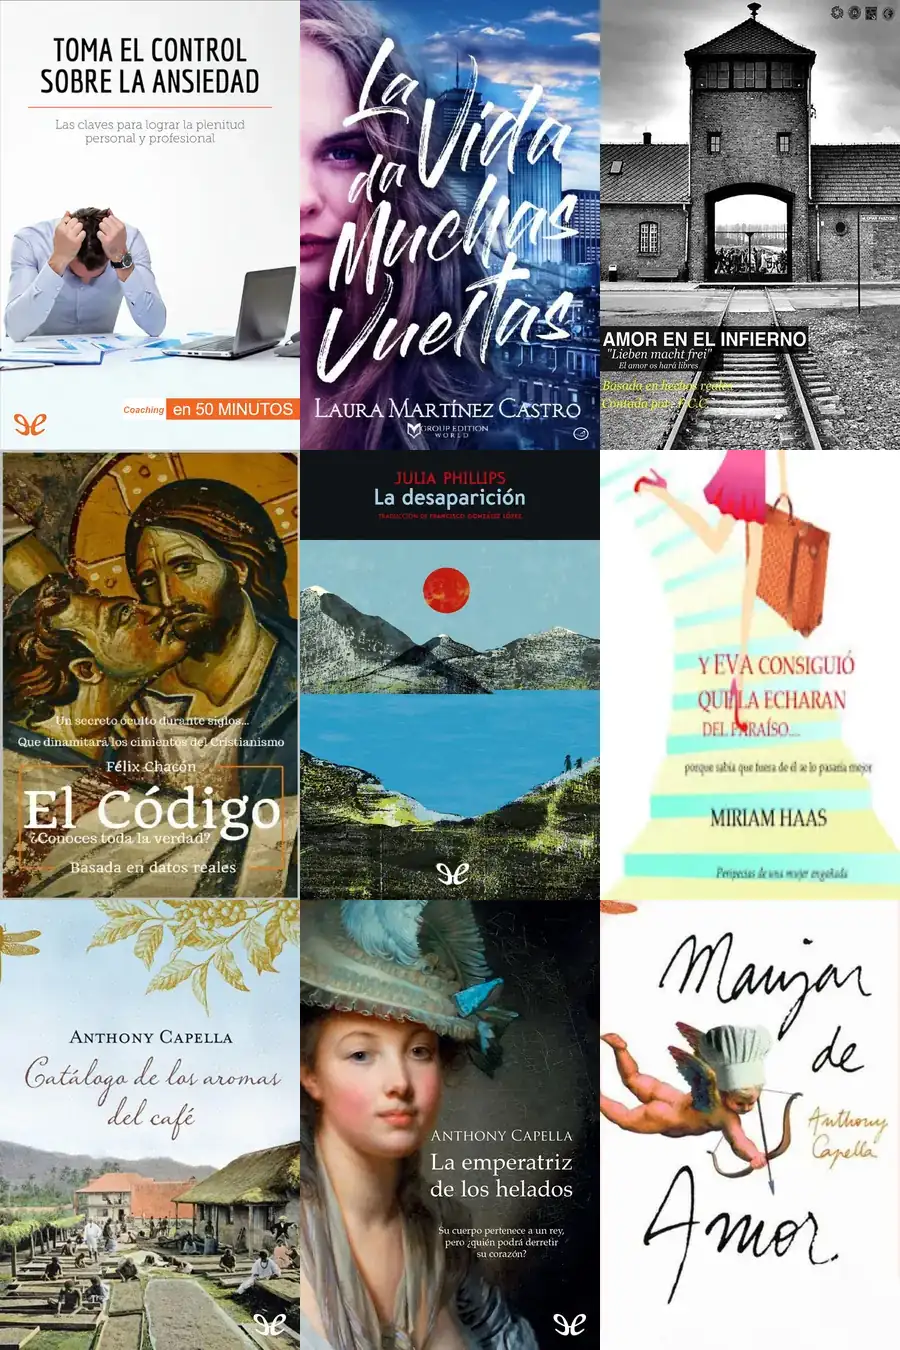 TOMA EL CONTROL
SOBRE LA ANSIEDAD
Las claves para lograr la plenitud
personal y profesional
Coaching en 50 MINUTOS
La Vida
da
Muchas
Vueltas
LAURA MARTÍNEZ CASTRO
GROUP EDITION
WORLD
AMOR EN EL INFIERNO
"Lieben macht frei"
El amor os hará libres
Basada en hechos reales
Contada por F.C.C
Un secreto oculto durante siglos...
Que dinamitará los cimientos del Cristianismo
Félix Chacón
El Código
¿Conoces toda la verdad?
Basada en datos reales
JULIA PHILLIPS
La desaparición
TRADUCCIÓN DE FRANCISCO GONZÁLEZ LÓPEZ
Y EVA CONSIGUIÓ
QUE LA ECHARAN
DEL PARAÍSO...
porque sabía que fuera de él se lo pasaría mejor
MIRIAM HAAS
Peripecias de una mujer engañada
ANTHONY CAPELLA
Catálogo de los aromas
del café
ANTHONY CAPELLA
La emperatriz
de los helados
Su cuerpo pertenece a un rey,
pero ¿quién podrá derretir
su corazón?
Manjar
de
Anthony
Capella
Amor.